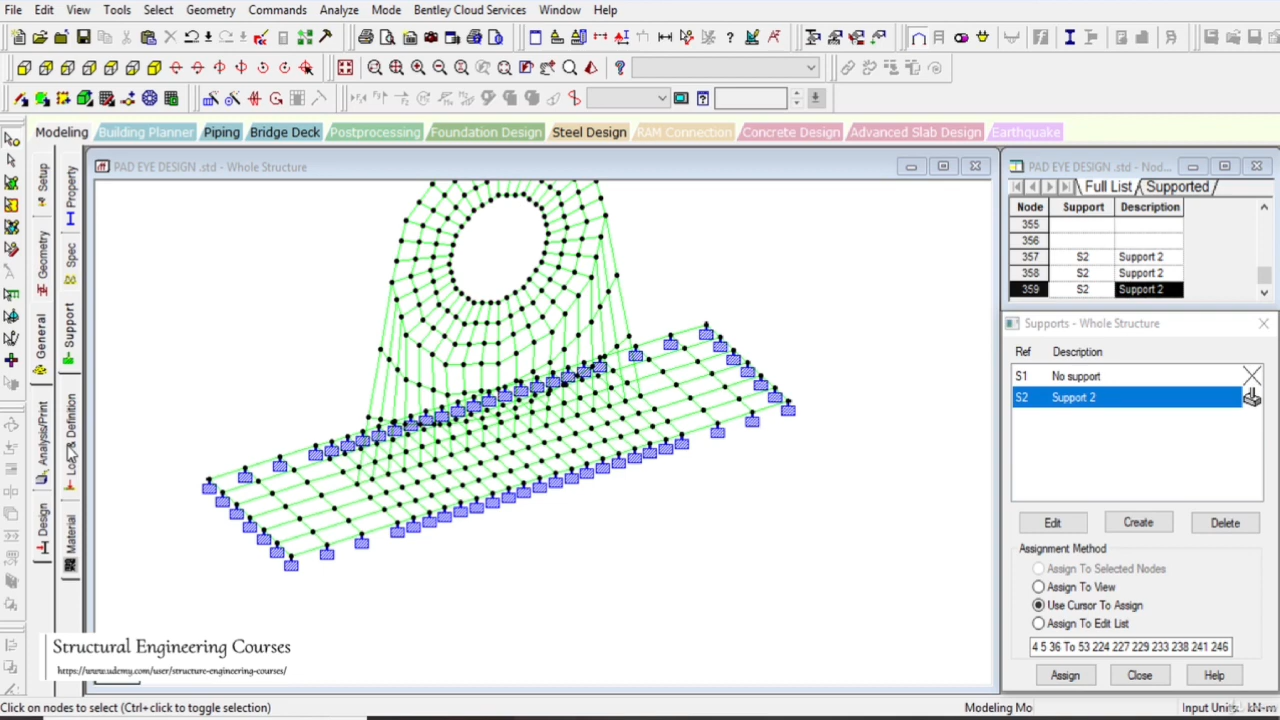 File Edit View Tools Select Geometry Commands Analyze Mode Bentley Cloud Services Window Help
Modeling Building Planner Piping Bridge Deck Postprocessing Foundation Design Steel Design RAM Connection Concrete Design Advanced Slab Design Earthquake
Setup
Geometry
General
Analysis/Print
Design
Property
Spec
Support
Definition
Material
PAD EYE DESIGN .std - Whole Structure
PAD EYE DESIGN .std - Nod...
Full List Supported
Node Support Description
355
356
357 S2 Support 2
358 S2 Support 2
359 S2 Support 2
Supports - Whole Structure
Ref Description
S1 No support
S2 Support 2
Edit Create Delete
Assignment Method
Assign To Selected Nodes
Assign To View
Use Cursor To Assign
Assign To Edit List
4 5 36 To 53 224 227 229 233 238 241 246
Assign Close Help
Structural Engineering Courses
https://www.udemy.com/user/structure-engineering-courses/
Click on nodes to select (Ctrl+click to toggle selection)
Modeling Mo
Input Units: kN-m